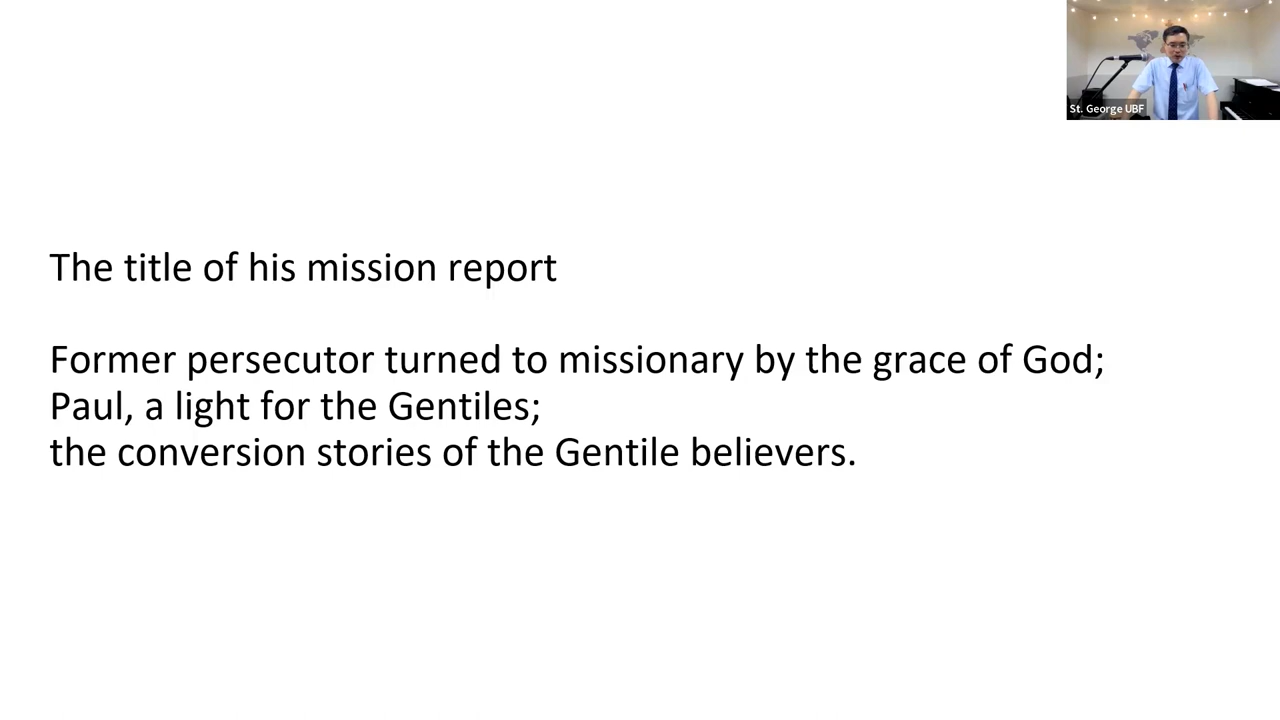 St. George UBF
The title of his mission report
Former persecutor turned to missionary by the grace of God;
Paul, a light for the Gentiles;
the conversion stories of the Gentile believers.